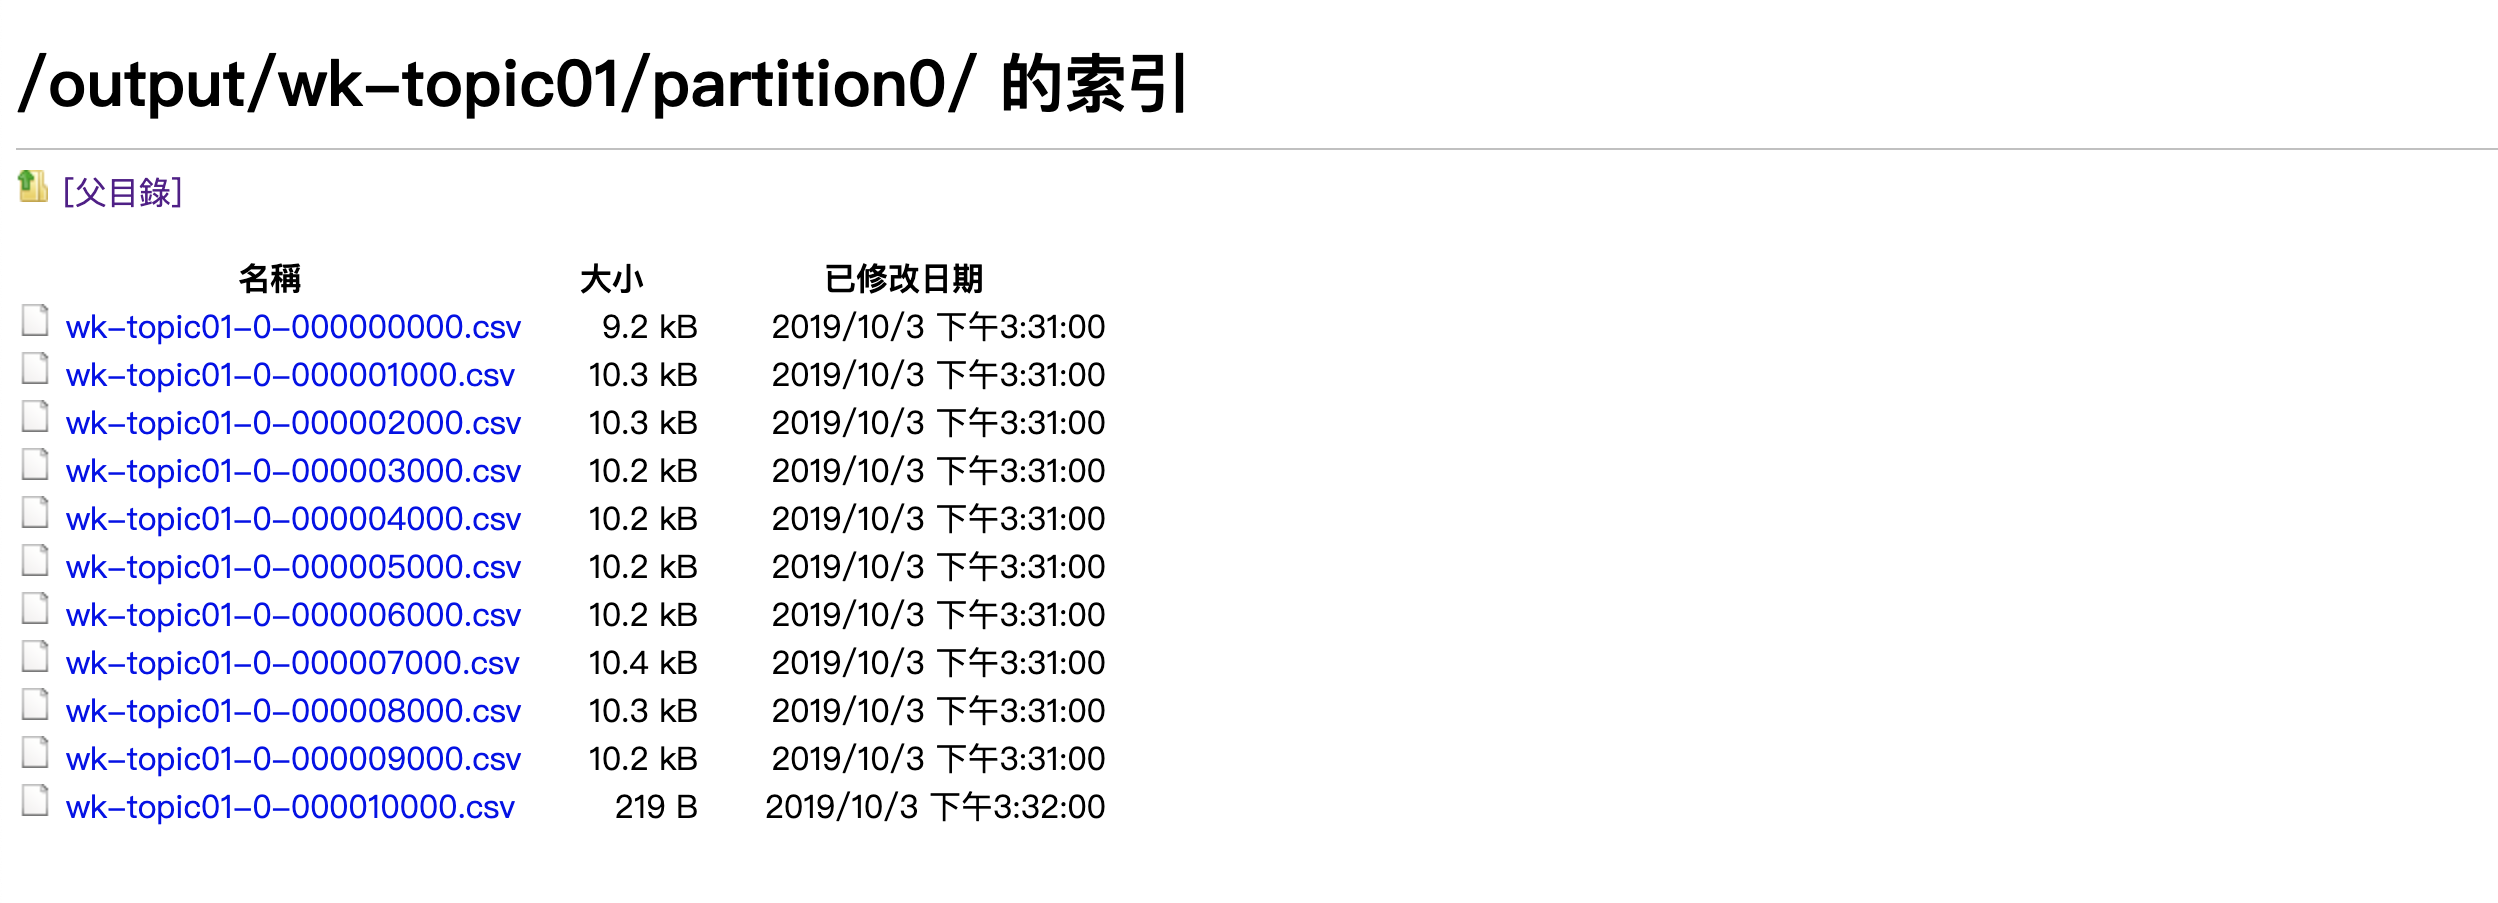 /output/wk-topic01/partition0/ 的索引
[父目錄]
名稱 大小 已修改日期
wk-topic01-0-000000000.csv 9.2 kB 2019/10/3 下午3:31:00
wk-topic01-0-000001000.csv 10.3 kB 2019/10/3 下午3:31:00
wk-topic01-0-000002000.csv 10.3 kB 2019/10/3 下午3:31:00
wk-topic01-0-000003000.csv 10.2 kB 2019/10/3 下午3:31:00
wk-topic01-0-000004000.csv 10.2 kB 2019/10/3 下午3:31:00
wk-topic01-0-000005000.csv 10.2 kB 2019/10/3 下午3:31:00
wk-topic01-0-000006000.csv 10.2 kB 2019/10/3 下午3:31:00
wk-topic01-0-000007000.csv 10.4 kB 2019/10/3 下午3:31:00
wk-topic01-0-000008000.csv 10.3 kB 2019/10/3 下午3:31:00
wk-topic01-0-000009000.csv 10.2 kB 2019/10/3 下午3:31:00
wk-topic01-0-000010000.csv 219 B 2019/10/3 下午3:32:00